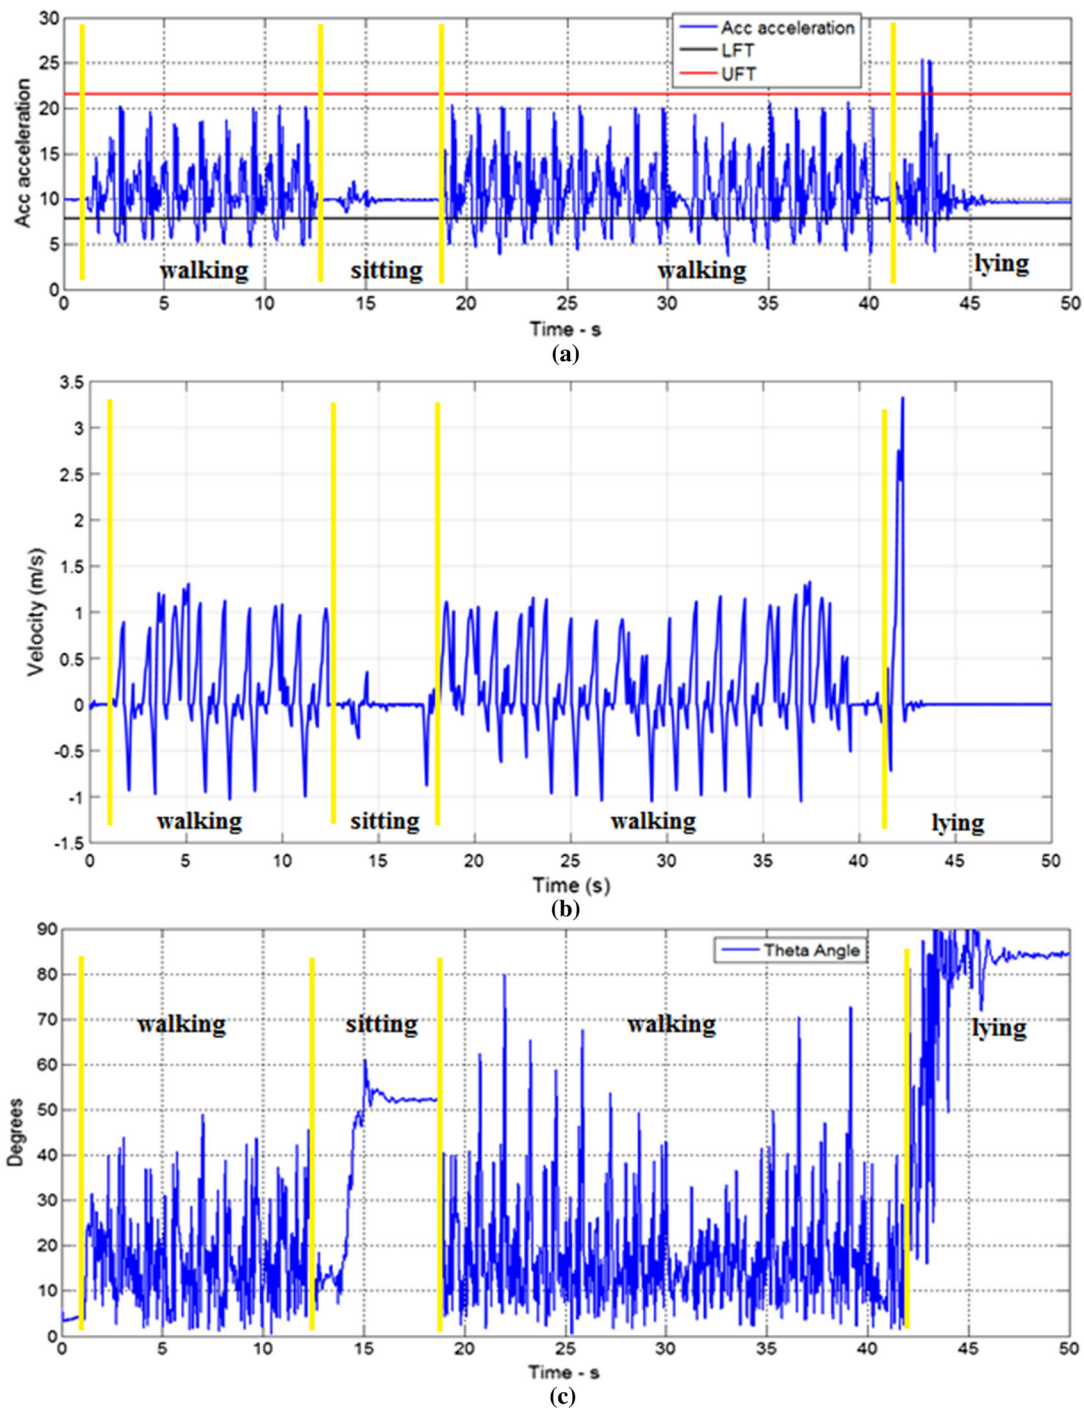 30
25
20
15
10
5
0
Acc acceleration
Acc acceleration
LFT
UFT
walking
sitting
walking
lying
0 5 10 15 20 25 30 35 40 45 50
Time - s
(a)
3.5
3
2.5
2
1.5
1
0.5
0
-0.5
-1
-1.5
Velocity (m/s)
walking
sitting
walking
lying
0 5 10 15 20 25 30 35 40 45 50
Time (s)
(b)
90
80
70
60
50
40
30
20
10
0
Degrees
Theta Angle
walking
sitting
walking
lying
0 5 10 15 20 25 30 35 40 45 50
Time - s
(c)